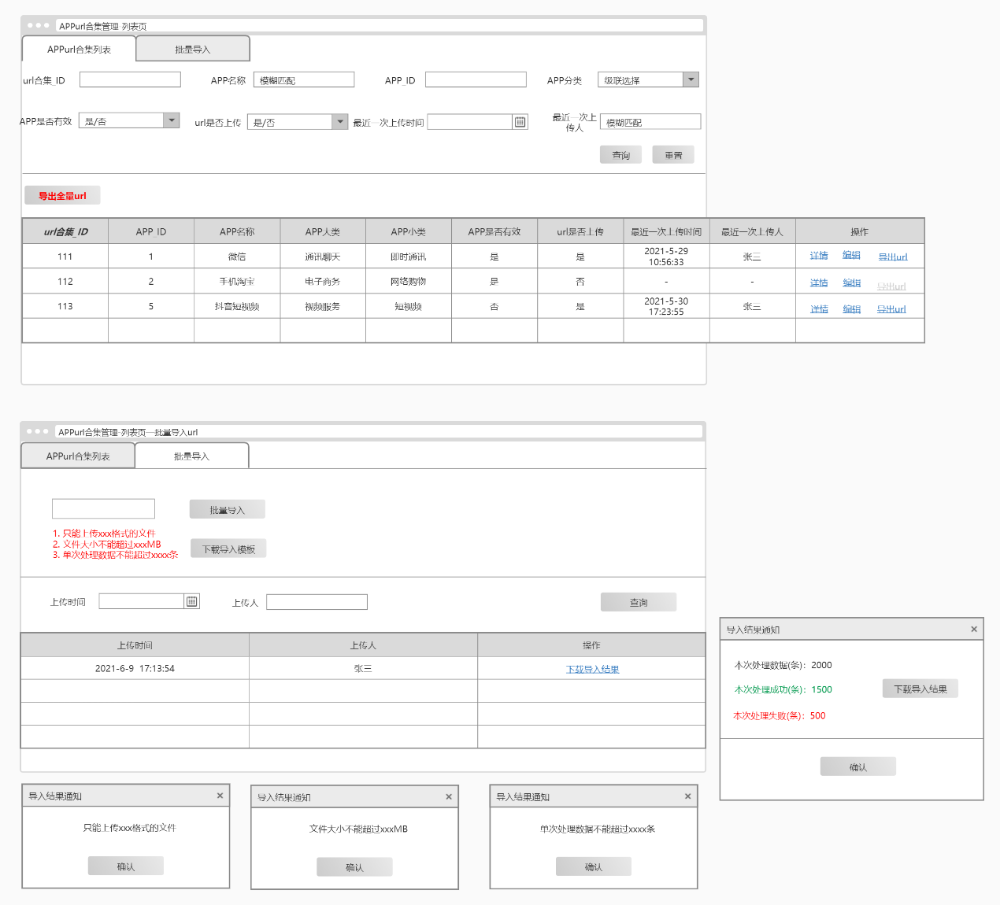 APPurl合集管理-列表页
APPurl合集列表 批量导入
url合集_ID APP名称 模糊匹配 APP_ID APP分类 级联选择
APP是否有效 是/否 url是否上传 是/否 最近一次上传时间 最近一次上传人 模糊匹配
查询 重置
导出全量url
url合集_ID APP_ID APP名称 APP大类 APP小类 APP是否有效 url是否上传 最近一次上传时间 最近一次上传人 操作
111 1 微信 通讯聊天 即时通讯 是 是 2021-5-29 10:56:33 张三 详情 编辑 导出url
112 2 手机淘宝 电子商务 网络购物 是 否 - - 详情 编辑 导出url
113 5 抖音短视频 视频服务 短视频 否 是 2021-5-30 17:23:55 张三 详情 编辑 导出url
APPurl合集管理-列表页—批量导入url
APPurl合集列表 批量导入
批量导入
1. 只能上传xxx格式的文件
2. 文件大小不能超过xxxMB
3. 单次处理数据不能超过xxxx条
下载导入模板
上传时间 上传人 查询
上传时间 上传人 操作
2021-6-9 17:13:54 张三 下载导入结果
导入结果通知 ×
本次处理数据(条)：2000
本次处理成功(条)：1500
下载导入结果
本次处理失败(条)：500
确认
导入结果通知 ×
只能上传xxx格式的文件
确认
导入结果通知 ×
文件大小不能超过xxxMB
确认
导入结果通知 ×
单次处理数据不能超过xxxx条
确认